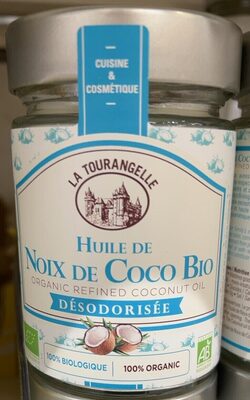 CUISINE
&
COSMÉTIQUE
LA TOURANGELLE
HUILE DE
NOIX DE COCO BIO
ORGANIC REFINED COCONUT OIL
DÉSODORISÉE
100% BIOLOGIQUE
100% ORGANIC
AB